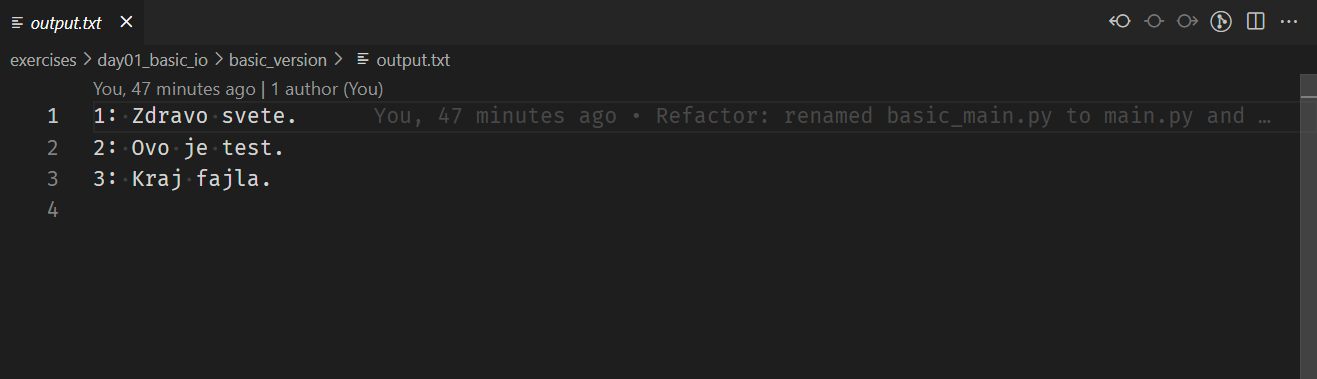 output.txt
exercises > day01_basic_io > basic_version > output.txt
You, 47 minutes ago | 1 author (You)
1 1: Zdravo svete. You, 47 minutes ago • Refactor: renamed basic_main.py to main.py and …
2 2: Ovo je test.
3 3: Kraj fajla.
4